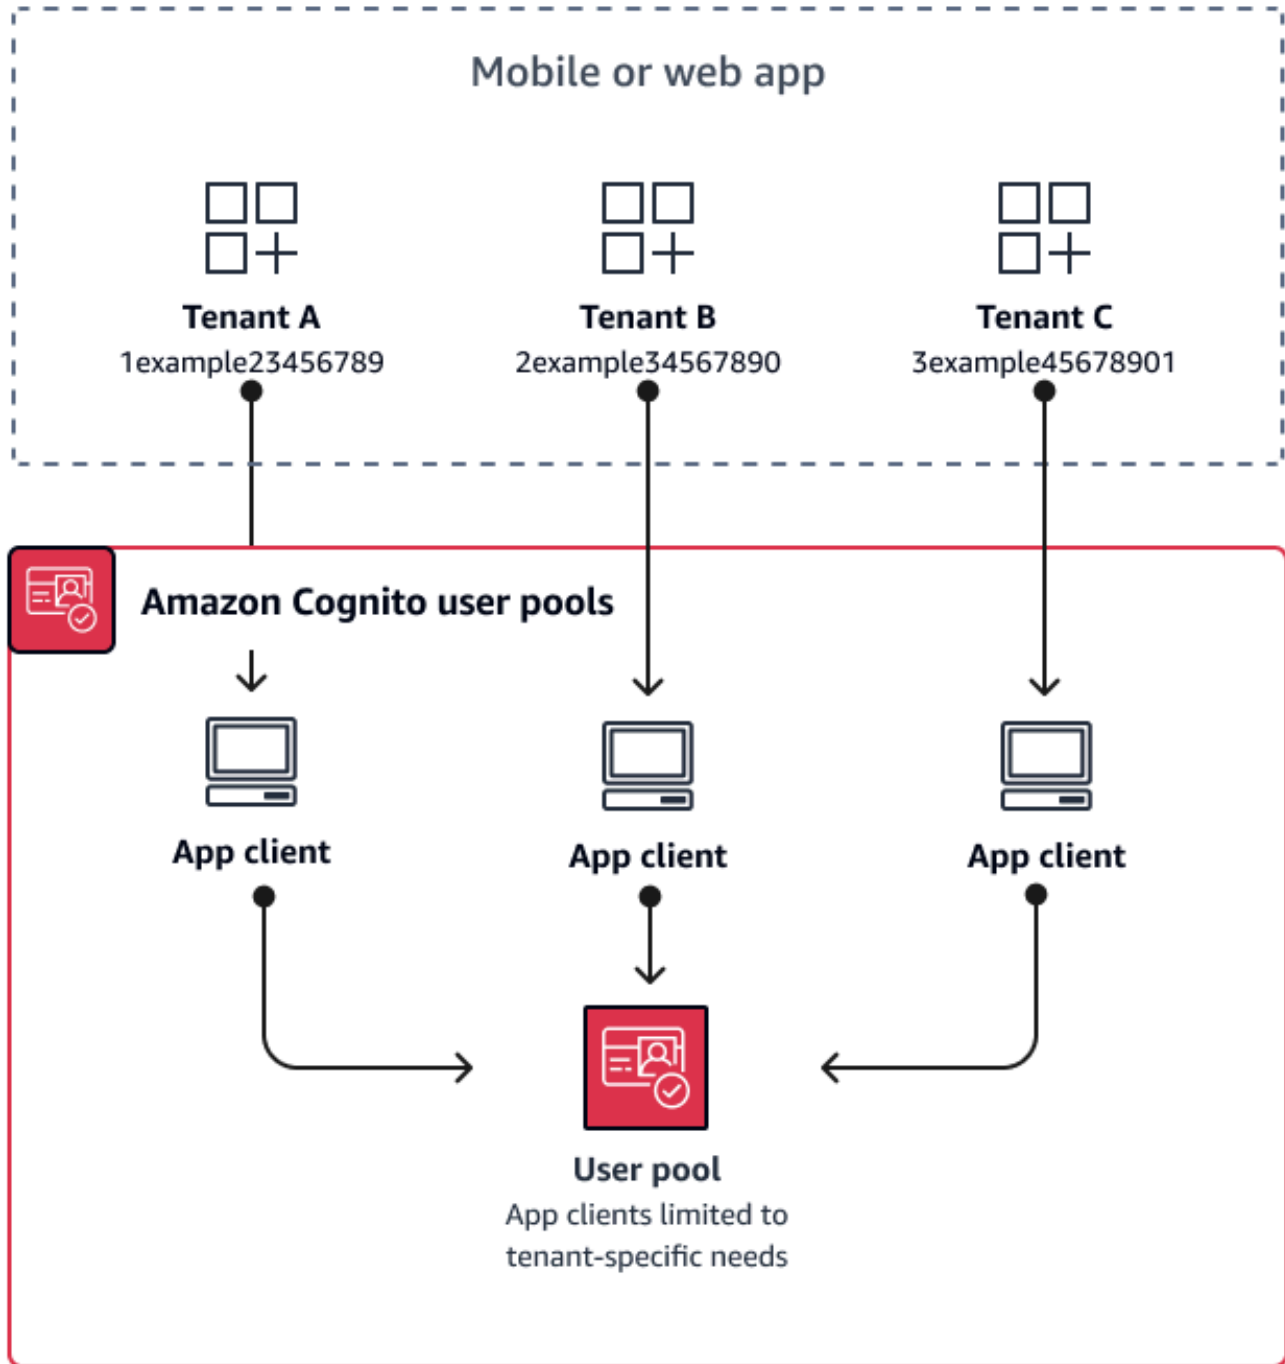 Mobile or web app
Tenant A
1example23456789
Tenant B
2example34567890
Tenant C
3example45678901
Amazon Cognito user pools
App client
App client
App client
User pool
App clients limited to
tenant-specific needs